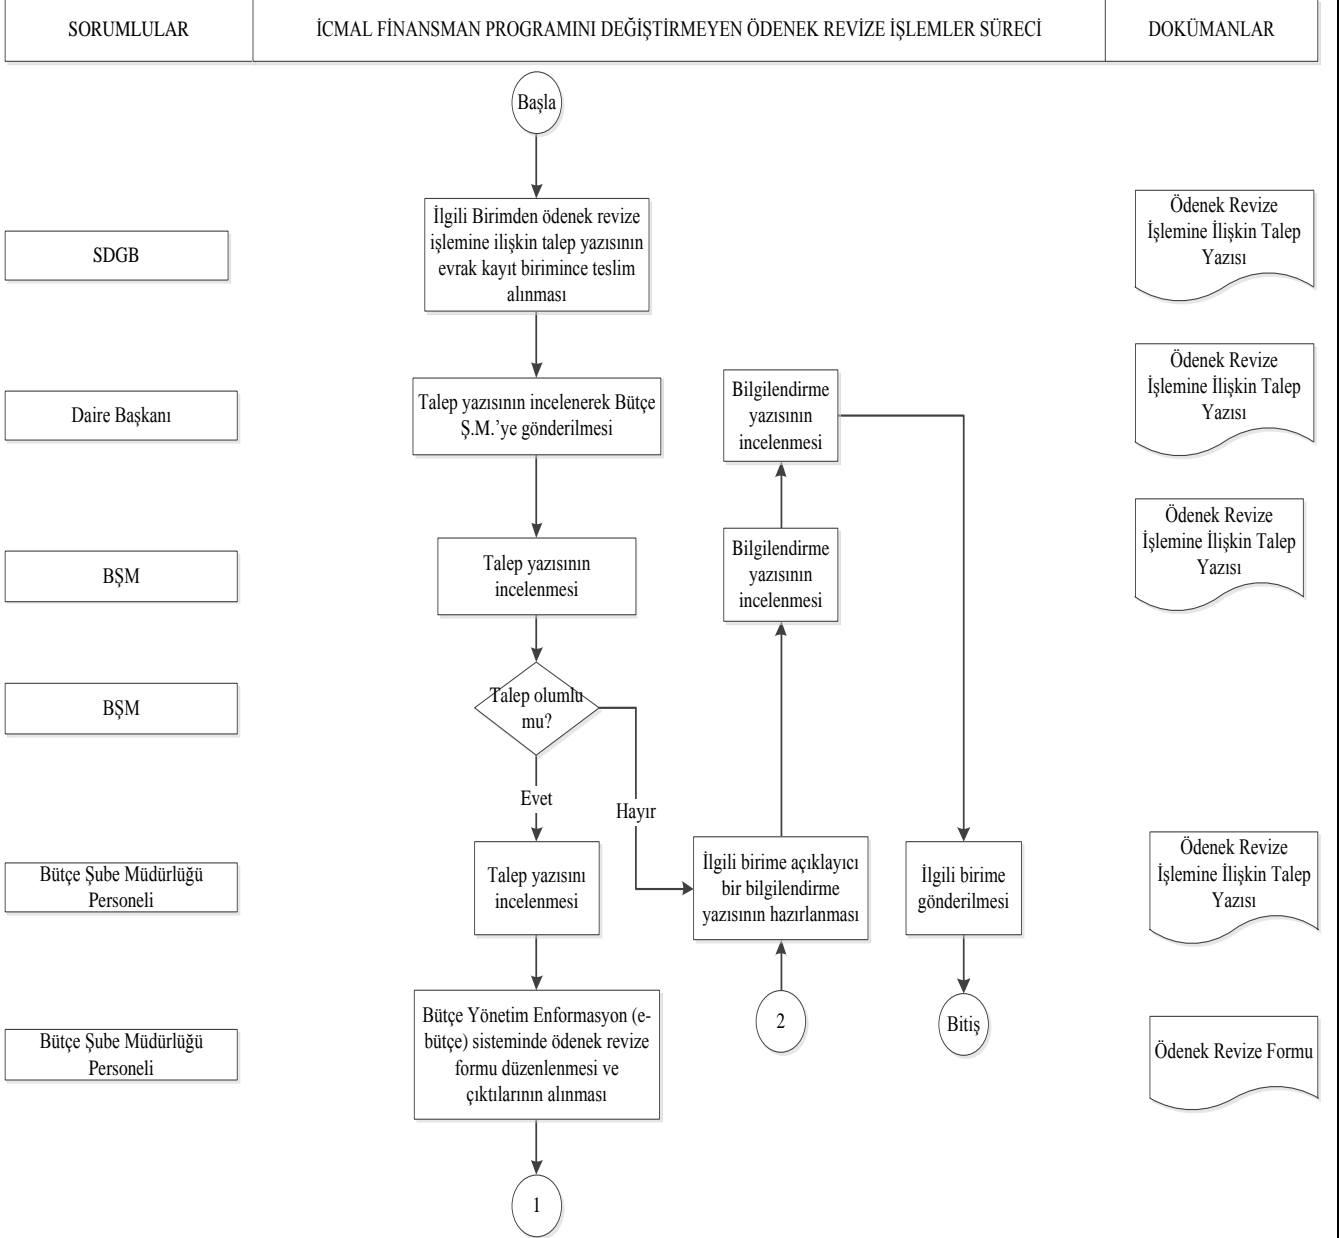 SORUMLULAR
İCMAL FİNANSMAN PROGRAMINI DEĞİŞTİRMEYEN ÖDENEK REVİZE İŞLEMLER SÜRECİ
DOKÜMANLAR
Başla
SDGB
İlgili Birimden ödenek revize
işlemine ilişkin talep yazısının
evrak kayıt birimince teslim
alınması
Ödenek Revize
İşlemine İlişkin Talep
Yazısı
Daire Başkanı
Talep yazısının incelenerek Bütçe
Ş.M.'ye gönderilmesi
Bilgilendirme
yazısının
incelenmesi
Ödenek Revize
İşlemine İlişkin Talep
Yazısı
BŞM
Talep yazısının
incelenmesi
Bilgilendirme
yazısının
incelenmesi
Ödenek Revize
İşlemine İlişkin Talep
Yazısı
BŞM
Talep olumlu
mu?
Evet
Hayır
Bütçe Şube Müdürlüğü
Personeli
Talep yazısını
incelenmesi
İlgili birime açıklayıcı
bir bilgilendirme
yazısının hazırlanması
İlgili birime
gönderilmesi
Ödenek Revize
İşlemine İlişkin Talep
Yazısı
Bütçe Şube Müdürlüğü
Personeli
Bütçe Yönetim Enformasyon (e-
bütçe) sisteminde ödenek revize
formu düzenlenmesi ve
çıktılarının alınması
2
Bitiş
Ödenek Revize Formu
1